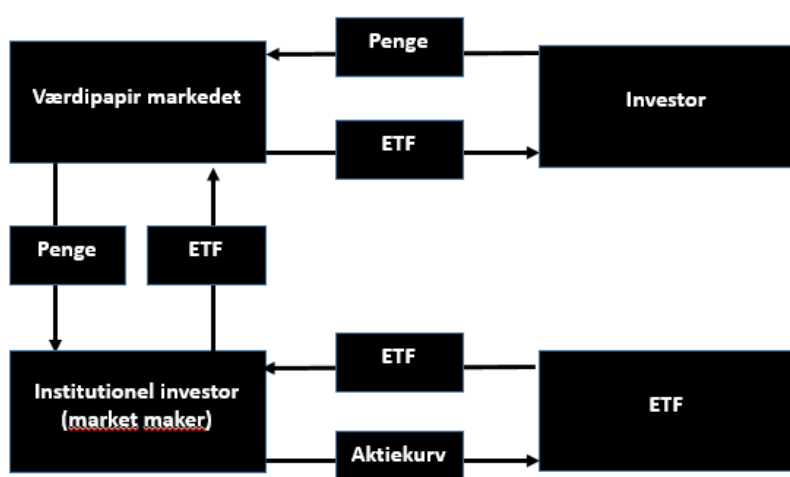 Penge
Værdipapir markedet
Investor
ETF
Penge
ETF
ETF
Institutionel investor
(market maker)
ETF
Aktiekurv